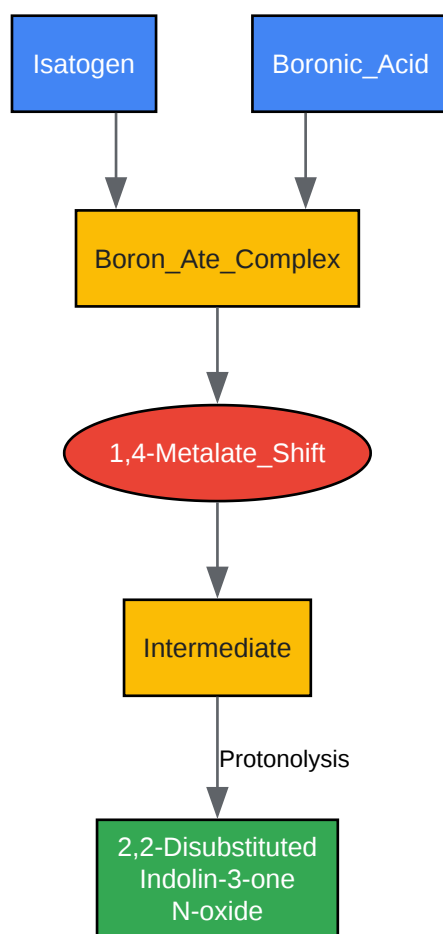 Isatogen
Boronic_Acid
Boron_Ate_Complex
1,4-Metalate_Shift
Intermediate
Protonolysis
2,2-Disubstituted
Indolin-3-one
N-oxide